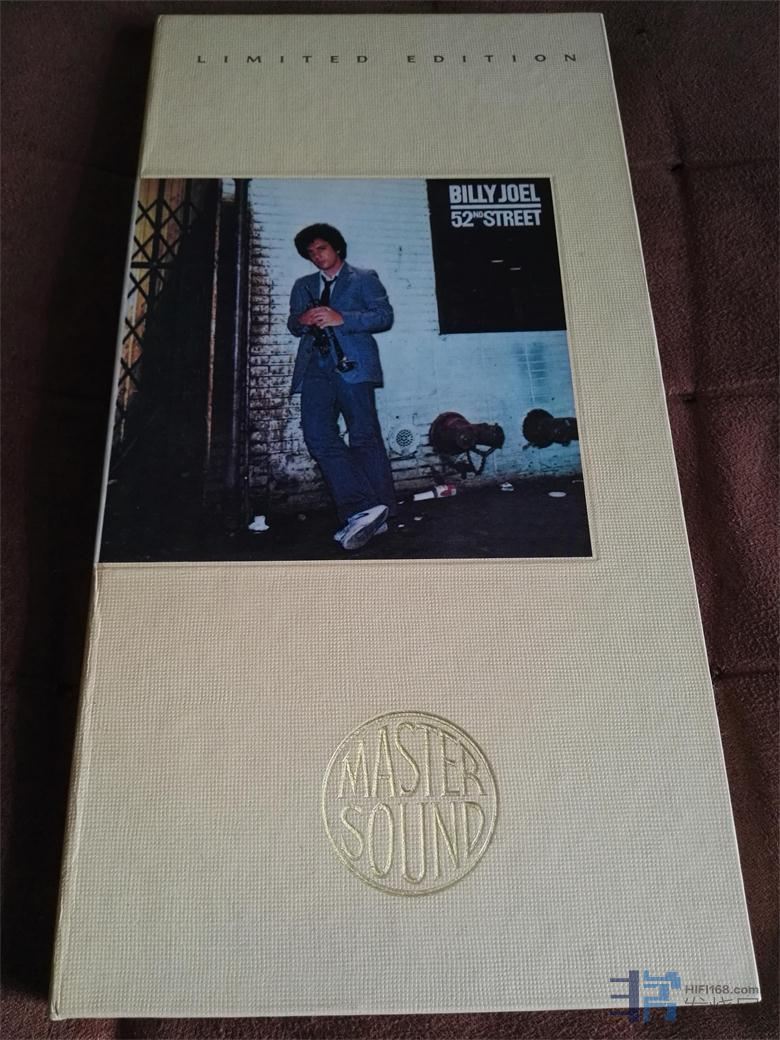 LIMITED EDITION
BILLY JOEL
52ND STREET
MASTER
SOUND
HIFI168.com